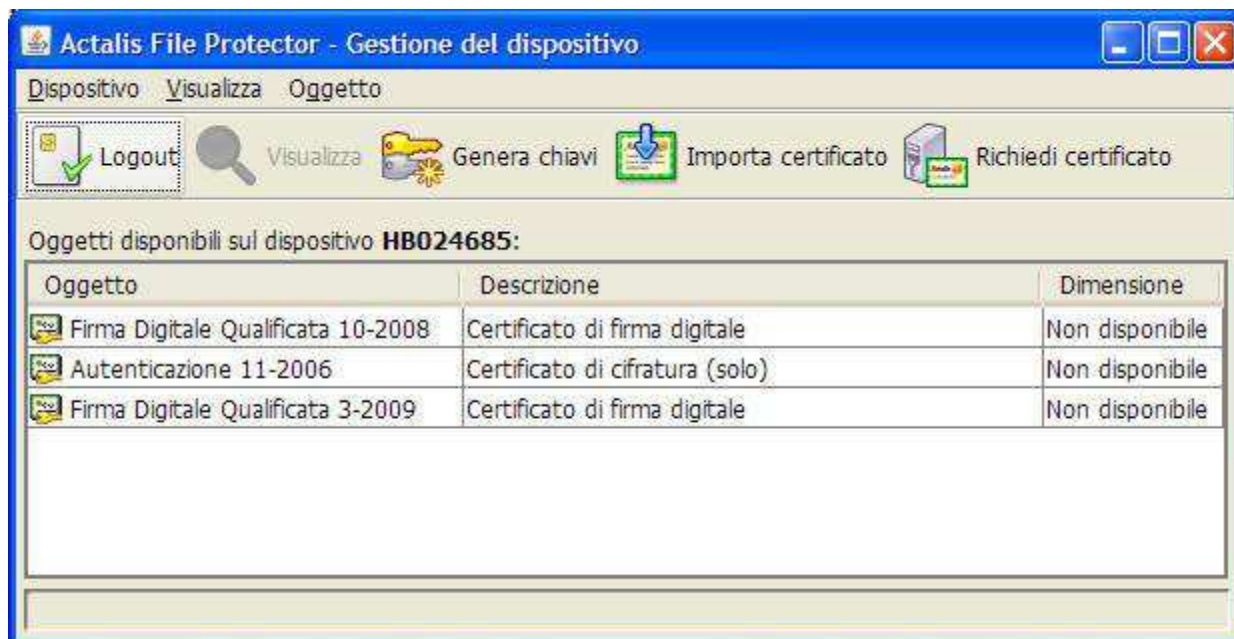 Actalis File Protector - Gestione del dispositivo
Dispositivo Visualizza Oggetto
Logout Visualizza Genera chiavi Importa certificato Richiedi certificato
Oggetti disponibili sul dispositivo HB024685:
Oggetto Descrizione Dimensione
Firma Digitale Qualificata 10-2008 Certificato di firma digitale Non disponibile
Autenticazione 11-2006 Certificato di cifratura (solo) Non disponibile
Firma Digitale Qualificata 3-2009 Certificato di firma digitale Non disponibile